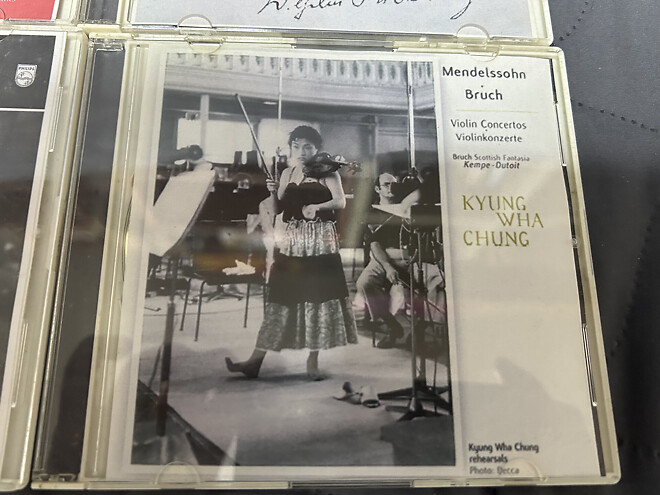 PHILIPS
Mendelssohn
·
Bruch
Violin Concertos
·
Violinkonzerte
Bruch Scottish Fantasia
Kempe · Dutoit
KYUNG
WHA
CHUNG
Kyung Wha Chung
rehearsals
Photo: Decca